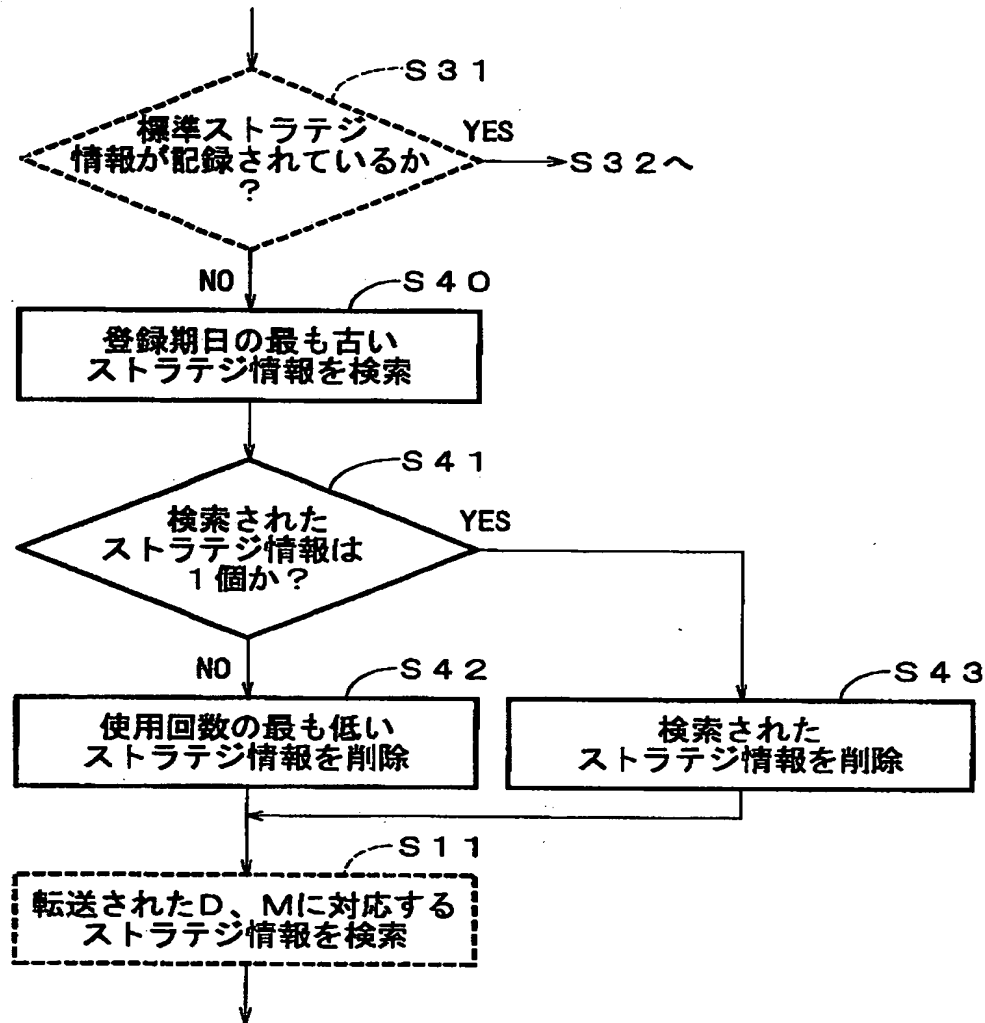 S31
標準ストラテジ
情報が記録されているか
?
YES
S32へ
NO
S40
登録期日の最も古い
ストラテジ情報を検索
S41
検索された
ストラテジ情報は
1個か?
YES
NO
S42
使用回数の最も低い
ストラテジ情報を削除
S43
検索された
ストラテジ情報を削除
S11
転送されたD、Mに対応する
ストラテジ情報を検索